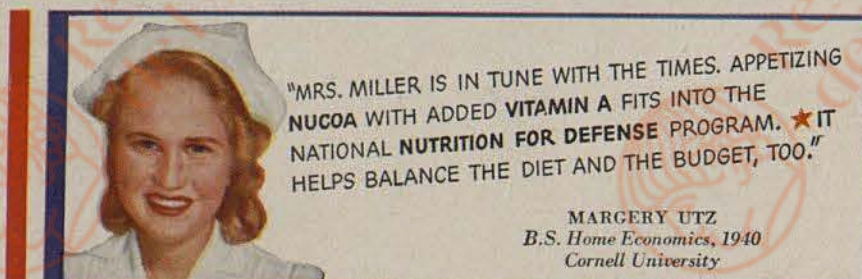 "MRS. MILLER IS IN TUNE WITH THE TIMES. APPETIZING
NUCOA WITH ADDED VITAMIN A FITS INTO THE
NATIONAL NUTRITION FOR DEFENSE PROGRAM. ★IT
HELPS BALANCE THE DIET AND THE BUDGET, TOO."
MARGERY UTZ
B.S. Home Economics, 1940
Cornell University